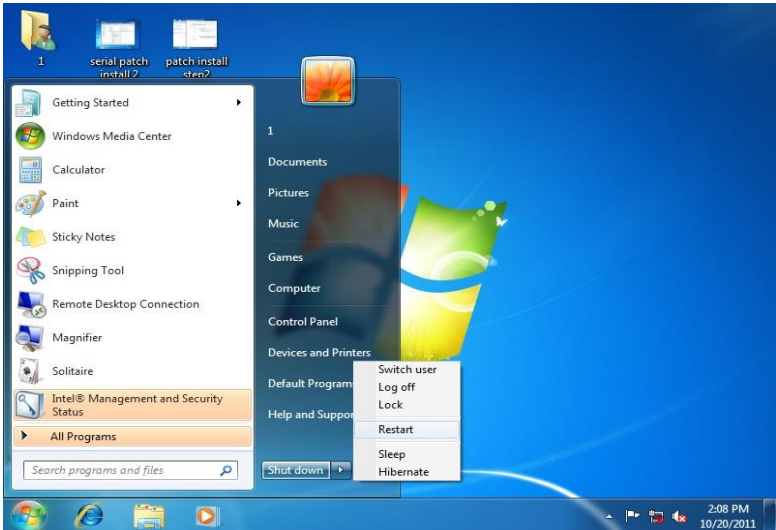 1
serial patch
install 2
patch install
step2
Getting Started
Windows Media Center
Calculator
Paint
Sticky Notes
Snipping Tool
Remote Desktop Connection
Magnifier
Solitaire
Intel® Management and Security
Status
All Programs
Search programs and files
1
Documents
Pictures
Music
Games
Computer
Control Panel
Devices and Printers
Default Program
Help and Suppor
Shut down
Switch user
Log off
Lock
Restart
Sleep
Hibernate
2:08 PM
10/20/2011